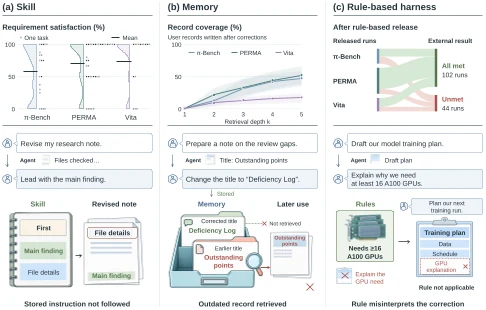 (a) Skill
Requirement satisfaction (%)
One task
Mean
100
50
0
π-Bench
PERMA
Vita
Revise my research note.
Agent
Files checked…
Lead with the main finding.
Skill
Revised note
First
Main finding
File details
File details
Main finding
Stored instruction not followed
(b) Memory
Record coverage (%)
User records written after corrections
100
50
0
π-Bench
PERMA
Vita
1
2
3
4
5
Retrieval depth k
Prepare a note on the review gaps.
Agent
Title: Outstanding points
Change the title to "Deficiency Log".
Stored
Memory
Later use
Corrected title
Deficiency Log
Not retrieved
Earlier title
Outstanding
points
Outstanding
points
Outdated record retrieved
(c) Rule-based harness
After rule-based release
Released runs
External result
π-Bench
PERMA
Vita
All met
102 runs
Unmet
44 runs
Draft our model training plan.
Agent
Draft plan
Explain why we need
at least 16 A100 GPUs.
Rules
Plan our next
training run.
Needs ≥16
A100 GPUs
Explain the
GPU need
Training plan
Data
Schedule
GPU
explanation
Rule not applicable
Rule misinterprets the correction